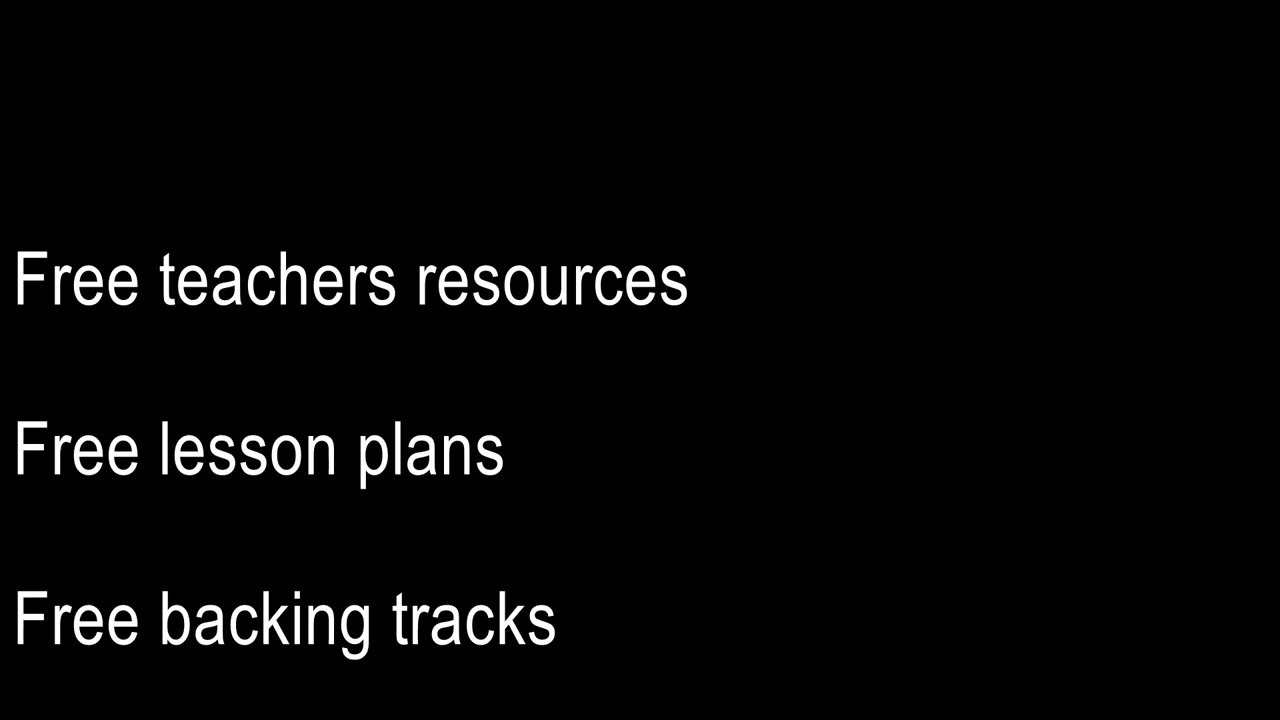 Free teachers resources
Free lesson plans
Free backing tracks